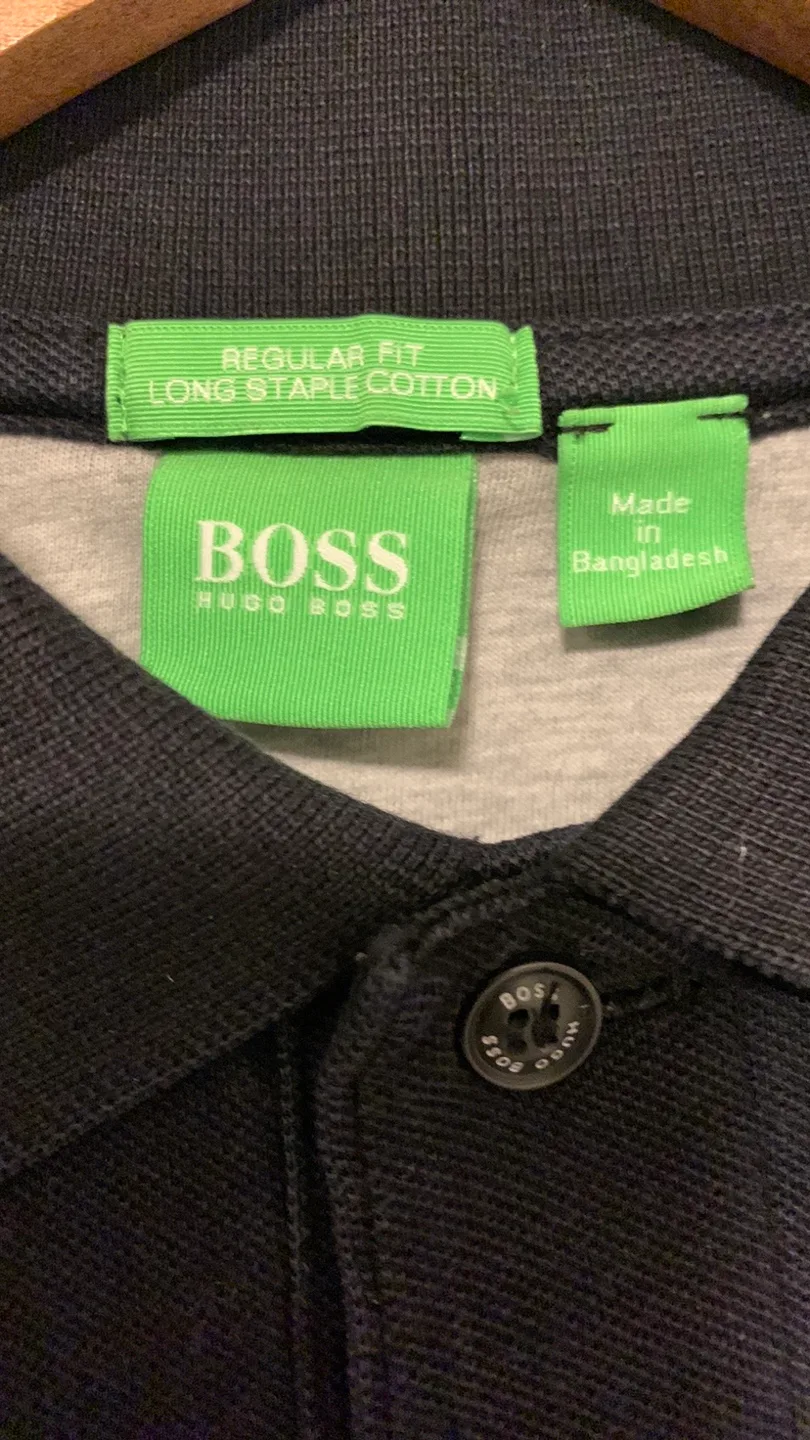 REGULAR FIT
LONG STAPLE COTTON
BOSS
HUGO BOSS
Made
in
Bangladesh
BOSS
HUGO BOSS